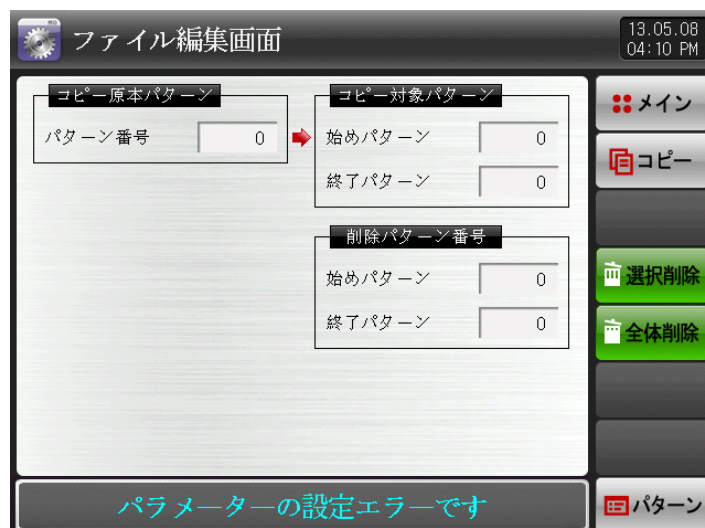 ファイル編集画面
13.05.08
04:10 PM
コピー原本パターン
パターン番号 0
コピー対象パターン
始めパターン 0
終了パターン 0
削除パターン番号
始めパターン 0
終了パターン 0
メイン
コピー
選択削除
全体削除
パターン
パラメーターの設定エラーです